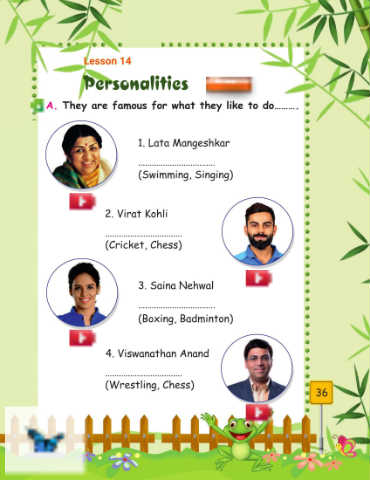 Lesson 14
Personalities
A. They are famous for what they like to do..........
1. Lata Mangeshkar
..............................
(Swimming, Singing)
2. Virat Kohli
..............................
(Cricket, Chess)
3. Saina Nehwal
..............................
(Boxing, Badminton)
4. Viswanathan Anand
..............................
(Wrestling, Chess)
36